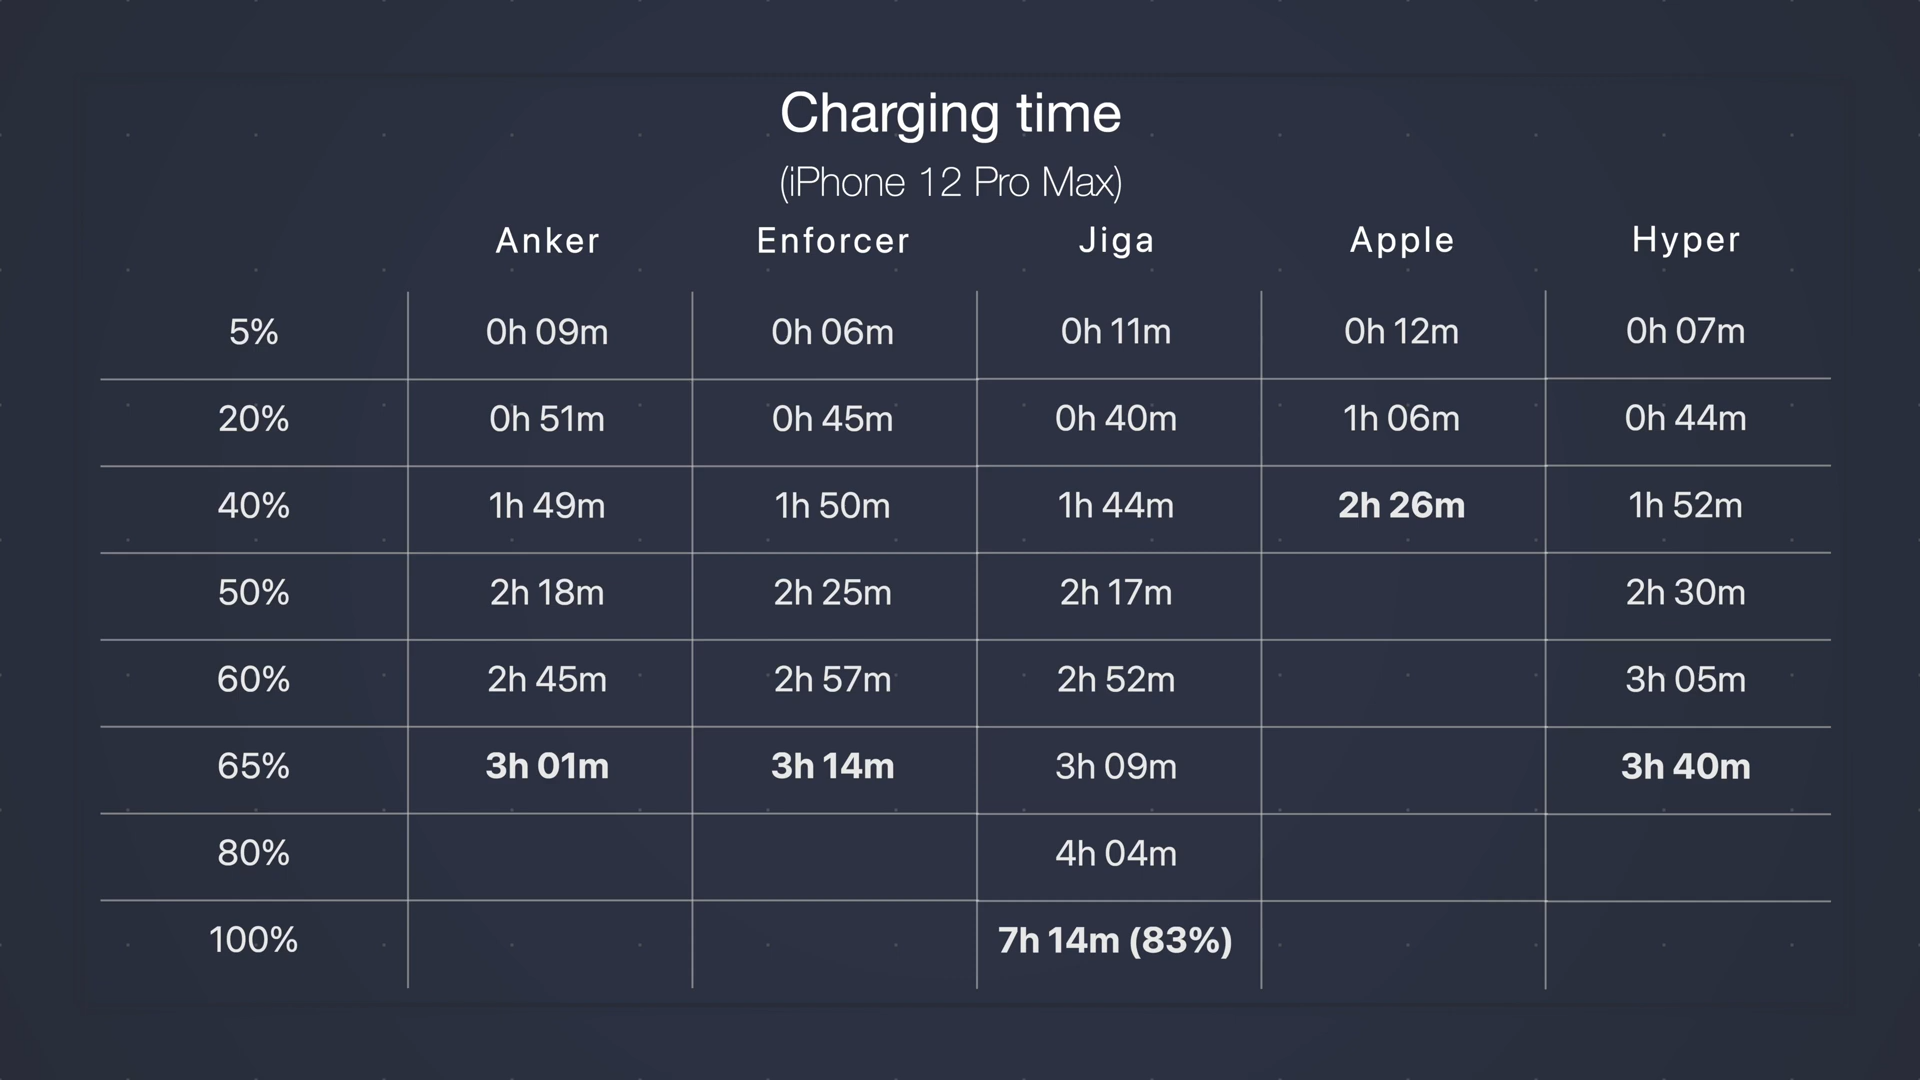 Charging time
(iPhone 12 Pro Max)
Anker Enforcer Jiga Apple Hyper
5% 0h 09m 0h 06m 0h 11m 0h 12m 0h 07m
20% 0h 51m 0h 45m 0h 40m 1h 06m 0h 44m
40% 1h 49m 1h 50m 1h 44m 2h 26m 1h 52m
50% 2h 18m 2h 25m 2h 17m 2h 30m
60% 2h 45m 2h 57m 2h 52m 3h 05m
65% 3h 01m 3h 14m 3h 09m 3h 40m
80% 4h 04m
100% 7h 14m (83%)